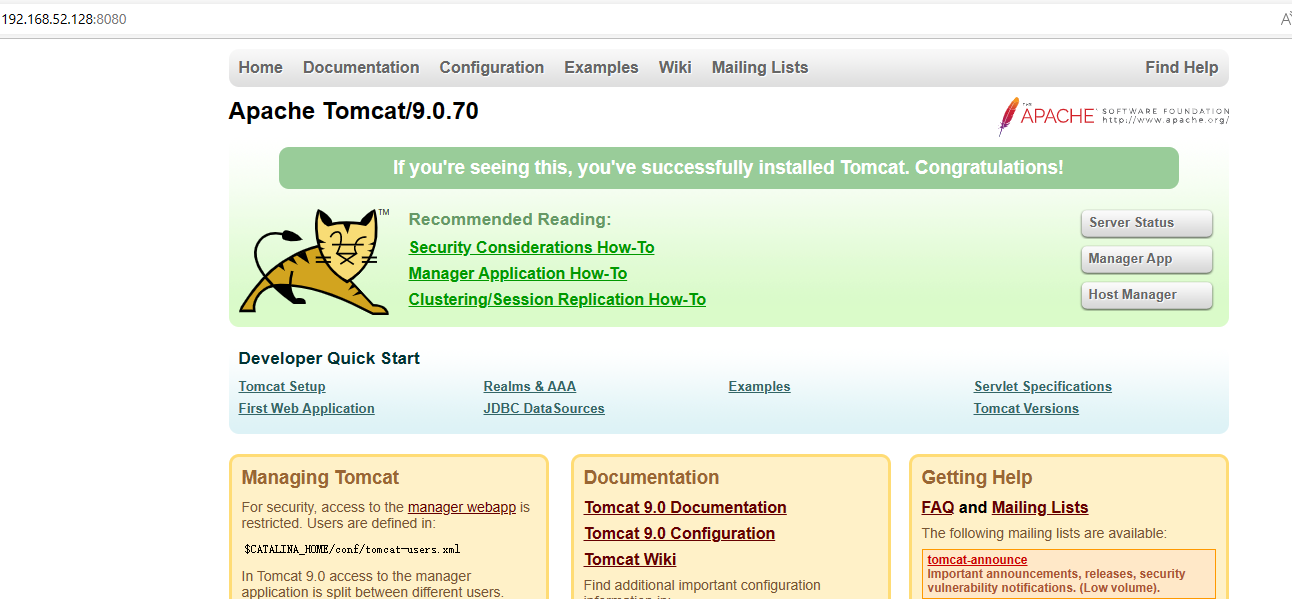 192.168.52.128:8080
Home Documentation Configuration Examples Wiki Mailing Lists Find Help
Apache Tomcat/9.0.70
THE APACHE SOFTWARE FOUNDATION
http://www.apache.org/
If you're seeing this, you've successfully installed Tomcat. Congratulations!
TM
Recommended Reading:
Security Considerations How-To
Manager Application How-To
Clustering/Session Replication How-To
Server Status
Manager App
Host Manager
Developer Quick Start
Tomcat Setup
First Web Application
Realms & AAA
JDBC DataSources
Examples
Servlet Specifications
Tomcat Versions
Managing Tomcat
For security, access to the manager webapp is
restricted. Users are defined in:
$CATALINA_HOME/conf/tomcat-users.xml
In Tomcat 9.0 access to the manager
application is split between different users.
Documentation
Tomcat 9.0 Documentation
Tomcat 9.0 Configuration
Tomcat Wiki
Find additional important configuration
information in:
Getting Help
FAQ and Mailing Lists
The following mailing lists are available:
tomcat-announce
Important announcements, releases, security
vulnerability notifications. (Low volume).